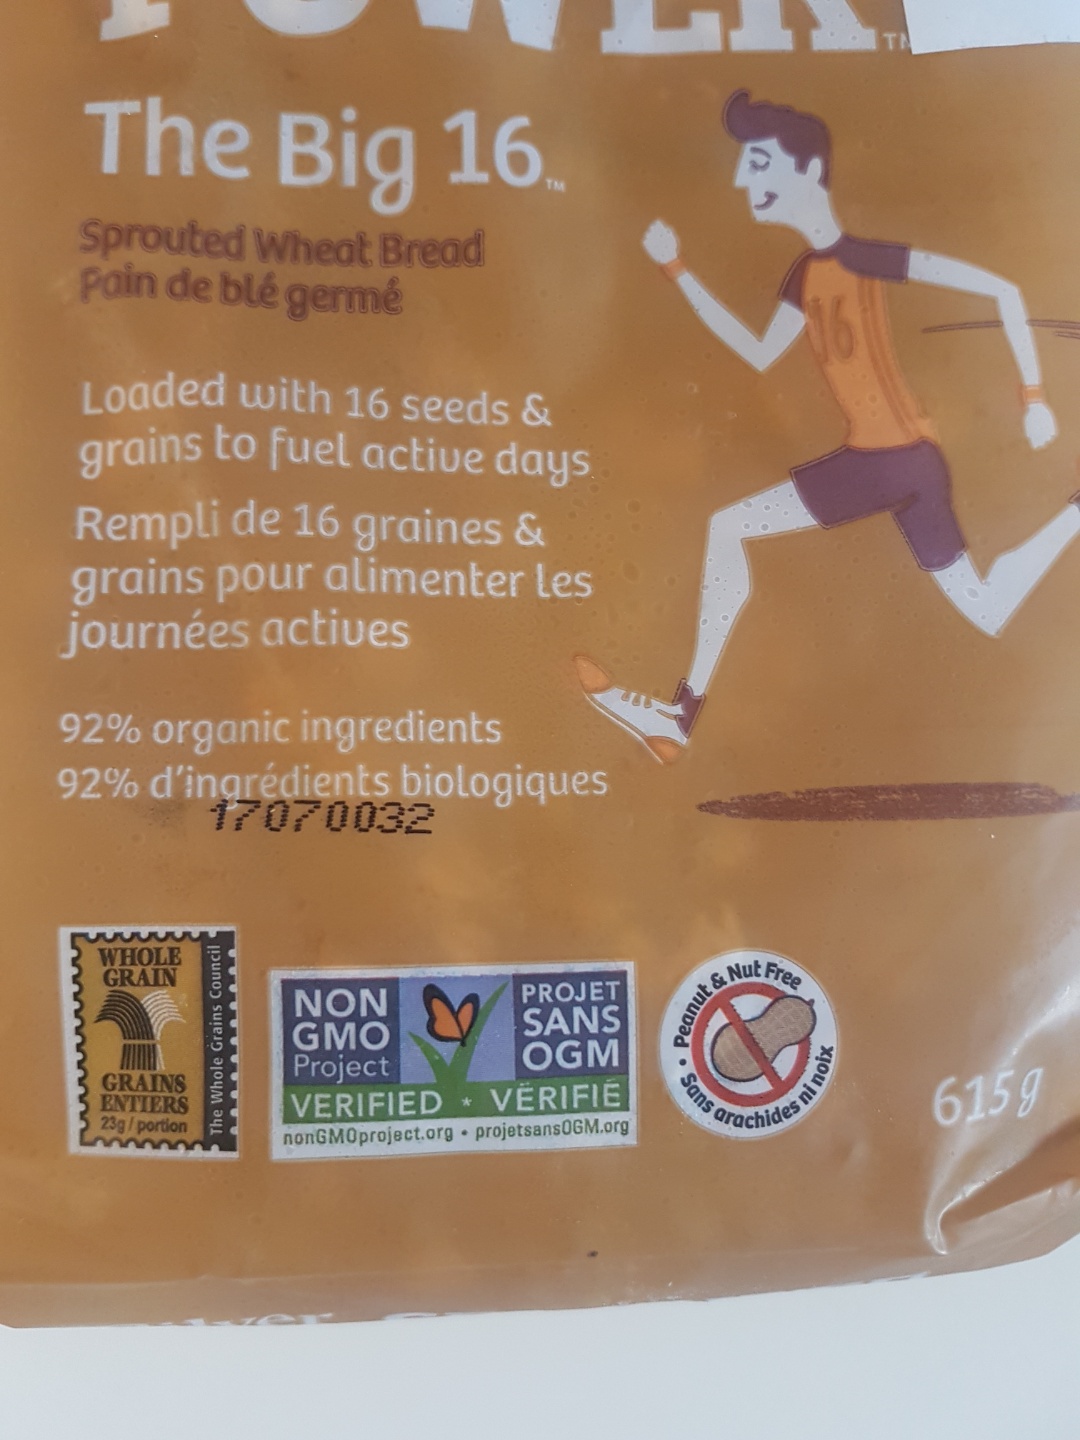 POWER™
The Big 16™
Sprouted Wheat Bread
Pain de blé germé
16
Loaded with 16 seeds &
grains to fuel active days
Rempli de 16 graines &
grains pour alimenter les
journées actives
92% organic ingredients
92% d'ingrédients biologiques
17070032
WHOLE
GRAIN
GRAINS
ENTIERS
23g / portion
The Whole Grains Council
NON
GMO
Project
PROJET
SANS
OGM
VERIFIED * VÉRIFIÉ
nonGMOproject.org • projetsansOGM.org
• Peanut & Nut Free
• Sans arachides ni noix
615g